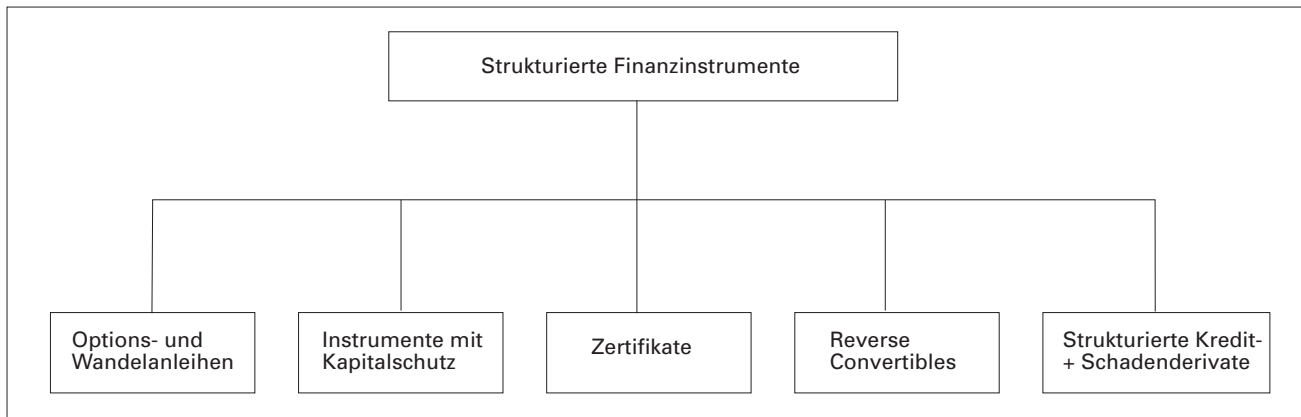 Strukturierte Finanzinstrumente
Options- und
Wandelanleihen
Instrumente mit
Kapitalschutz
Zertifikate
Reverse
Convertibles
Strukturierte Kredit-
+ Schadenderivate